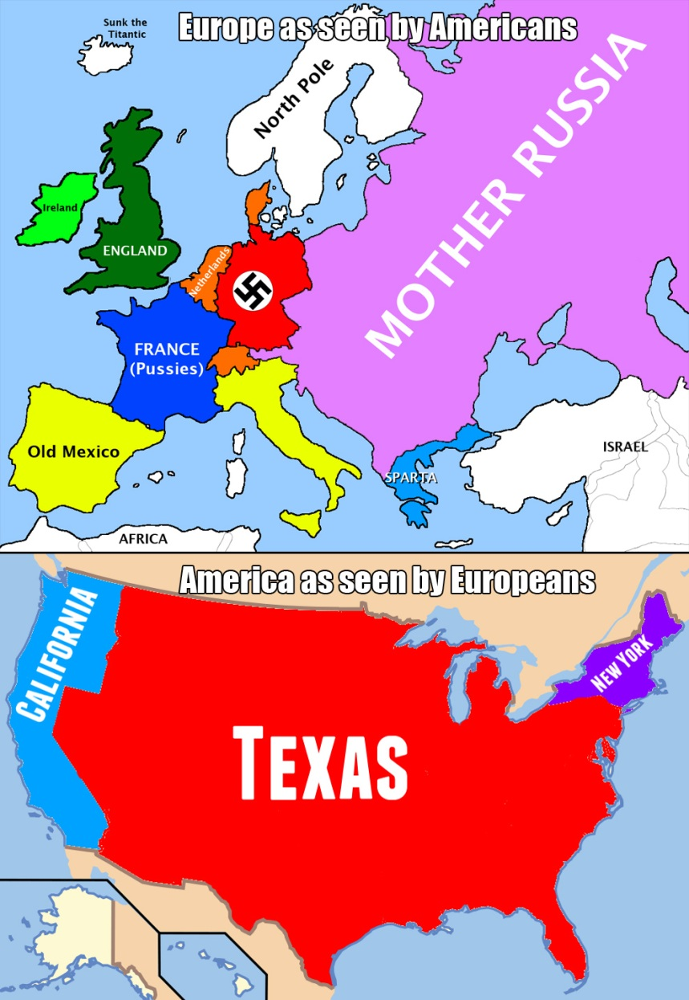 Europe as seen by Americans
Sunk the
Titantic
North Pole
MOTHER RUSSIA
Ireland
ENGLAND
Netherlands
FRANCE
(Pussies)
Old Mexico
ISRAEL
SPARTA
AFRICA
America as seen by Europeans
CALIFORNIA
NEW YORK
TEXAS